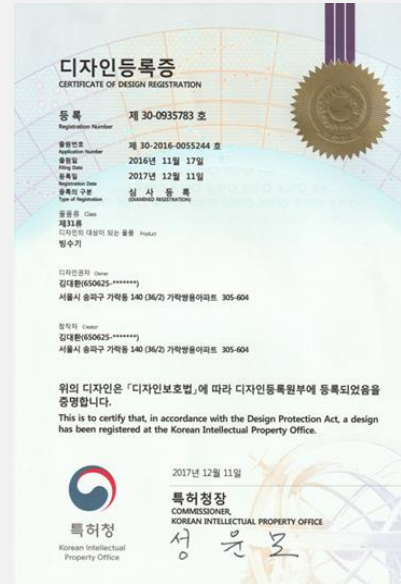 디자인등록증
CERTIFICATE OF DESIGN REGISTRATION
등 록 제 30-0935783 호
Registration Number
출원번호 제 30-2016-0055244 호
Application Number
출원일 2016년 11월 17일
Filing Date
등록일 2017년 12월 11일
Registration Date
등록의 구분 심 사 등 록
Type of Registration (EXAMINED REGISTRATION)
물품류 Class
제31류
디자인의 대상이 되는 물품 Product
빙수기
디자인권자 Owner
김대환(650625-*******)
서울시 송파구 가락동 140 (36/2) 가락쌍용아파트 305-604
창작자 Creator
김대환(650625-*******)
서울시 송파구 가락동 140 (36/2) 가락쌍용아파트 305-604
위의 디자인은 「디자인보호법」에 따라 디자인등록원부에 등록되었음을
증명합니다.
This is to certify that, in accordance with the Design Protection Act, a design
has been registered at the Korean Intellectual Property Office.
2017년 12월 11일
특허청장
COMMISSIONER,
KOREAN INTELLECTUAL PROPERTY OFFICE
성 윤 모
특허청
Korean Intellectual
Property Office